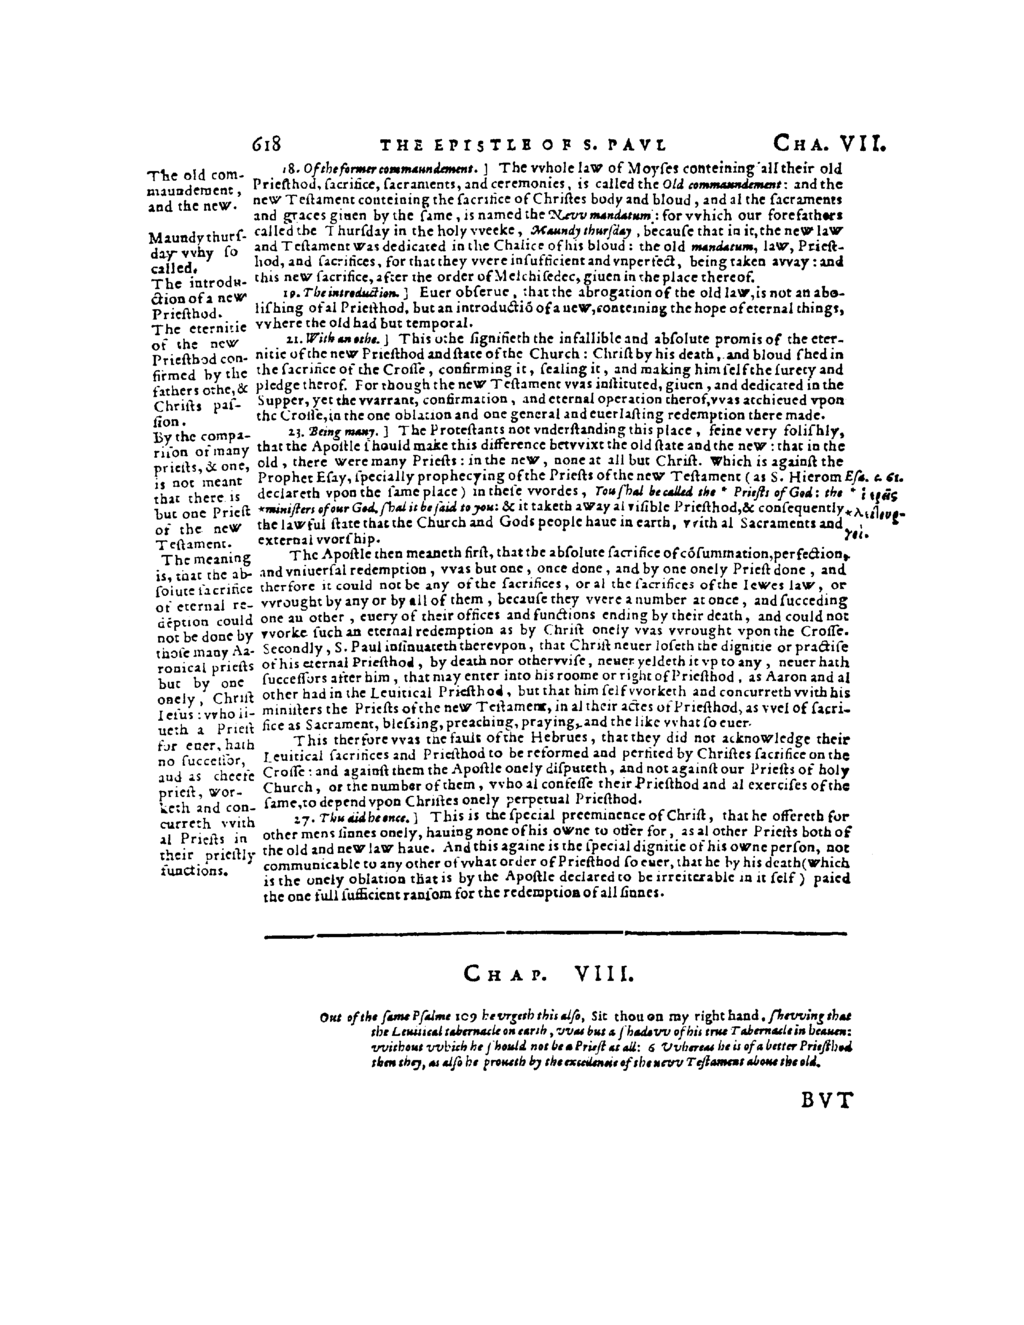 618 THE EPISTLE OF S. PAVL CHA. VII.
The old com-
maundement,
and the new.
Maundy thurs-
day vvhy so
called.
The introdu-
ction of a new
Priesthod.
The eternitie
of the new
Priesthod con-
firmed by the
fathers othe, &
Christs pas-
sion.
By the compa-
rison of many
priests, & one,
is not meant
that there is
but one Priest
of the new
Testament.
The meaning
is, that the ab-
solute sacrifice
of eternal re-
déption could
not be done by
those many Aa-
ronical priests
but by one
onely, Christ
Iesus: vvho li-
ueth a Priest
for euer, hath
no successor,
and as cheefe
priest, wor-
keth and con-
curreth vvith
al Priests in
their priestly
functions.
18. Of the former commaundement. ] The vvhole law of Moyses conteining all their old
Priesthod, sacrifice, sacraments, and ceremonies, is called the Old commaundement: and the
new Testament conteining the sacrifice of Christes body and bloud, and al the sacraments
and graces giuen by the same, is named the Nevv mandatum: for vvhich our forefathers
called the Thursday in the holy vveeke, Maundy thursday, because that in it, the new law
and Testament was dedicated in the Chalice of his bloud: the old mandatum, law, Priest-
hod, and sacrifices, for that they vvere insufficient and vnperfect, being taken avvay: and
this new sacrifice, after the order of Melchisedec, giuen in the place thereof.
19. The introduction. ] Euer obserue, that the abrogation of the old law, is not an abo-
lishing of al Priesthod, but an introductió of a new, conteining the hope of eternal things,
vvhere the old had but temporal.
21. With an othe. ] This othe signifieth the infallible and absolute promis of the eter-
nitie of the new Priesthod and state of the Church: Christ by his death, and bloud shed in
the sacrifice of the Crosse, confirming it, sealing it, and making him self the surety and
pledge therof. For though the new Testament vvas instituted, giuen, and dedicated in the
Supper, yet the vvarrant, confirmation, and eternal operation therof, vvas atchieued vpon
the Crosse, in the one oblation and one general and euerlasting redemption there made.
23. Being many. ] The Protestants not vnderstanding this place, feine very folishly,
that the Apostle should make this difference betvvixt the old state and the new: that in the
old, there were many Priests: in the new, none at all but Christ. Which is against the
Prophet Esay, specially prophecying of the Priests of the new Testament (as S. Hierom Esa. c. 61.
declareth vpon the same place) in these vvordes, You shal be called the * Priests of God: the * ἱερεῖς
*ministers of our God, shal it be said to you: & it taketh away al visible Priesthod, & consequently * λειτουρ-
the lawful state that the Church and Gods people haue in earth, vvith al Sacraments and γοί.
external vvorship.
The Apostle then meaneth first, that the absolute sacrifice of cósummation, perfection,
and vniuersal redemption, vvas but one, once done, and by one onely Priest done, and
therfore it could not be any of the sacrifices, or al the sacrifices of the Iewes law, or
vvrought by any or by all of them, because they vvere a number at once, and succeding
one an other, euery of their offices and functions ending by their death, and could not
vvorke such an eternal redemption as by Christ onely vvas vvrought vpon the Crosse.
Secondly, S. Paul insinuateth therevpon, that Christ neuer loseth the dignitie or practise
of his eternal Priesthod, by death nor othervvise, neuer yeldeth it vp to any, neuer hath
successors after him, that may enter into his roome or right of Priesthod, as Aaron and al
other had in the Leuitical Priesthod, but that him self vvorketh and concurreth vvith his
ministers the Priests of the new Testament, in al their actes of Priesthod, as vvel of sacri-
fice as Sacrament, blessing, preaching, praying, and the like vvhat so euer.
This therfore vvas the fault of the Hebrues, that they did not acknowledge their
Leuitical sacrifices and Priesthod to be reformed and perfited by Christes sacrifice on the
Crosse: and against them the Apostle onely disputeth, and not against our Priests of holy
Church, or the number of them, vvho al confesse their Priesthod and al exercises of the
same, to depend vpon Christes onely perpetual Priesthod.
27. This did he once. ] This is the special preeminence of Christ, that he offereth for
other mens sinnes onely, hauing none of his owne to offer for, as al other Priests both of
the old and new law haue. And this againe is the special dignitie of his owne person, not
communicable to any other of vvhat order of Priesthod so euer, that he by his death (which
is the onely oblation that is by the Apostle declared to be irreiterable in it self) paied
the one full sufficient ransom for the redemption of all sinnes.
CHAP. VIII.
Out of the same Psalme 109 he vrgeth this also, Sit thou on my right hand, shevving that
the Leuitical tabernacle on earth, vvas but a shadovv of his true Tabernacle in heauen:
vvithout vvhich he should not be a Priest at all: 6 Vvhereas he is of a better Priesthod
then they, as also he proueth by the excellencie of the nevv Testament aboue the old.
BVT